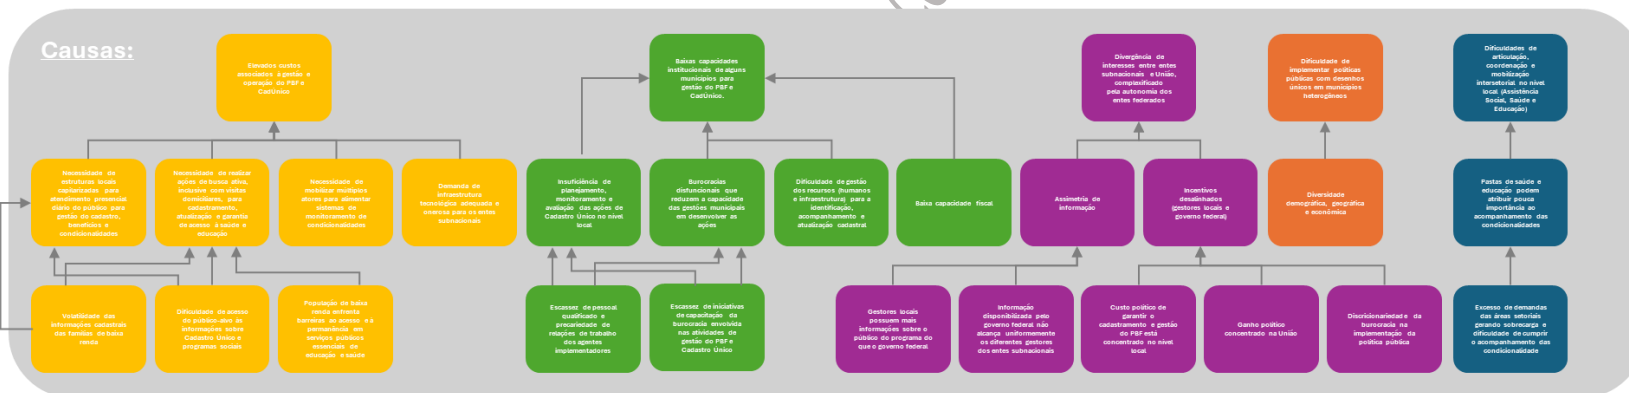 Causas:
Elevados custos
associados à gestão e
operação do PBF e
CadÚnico
Baixas capacidades
institucionais de alguns
municípios para
gestão do PBF e
CadÚnico.
Divergência de
interesses entre entes
subnacionais e União,
complexificado
pela autonomia dos
entes federados
Dificuldade de
implementar políticas
públicas com desenhos
únicos em municípios
heterogêneos
Dificuldades de
articulação,
coordenação e
mobilização
intersetorial no nível
local (Assistência
Social, Saúde e
Educação)
Necessidade de
estruturas locais
capilarizadas para
atendimento presencial
diário do público para
gestão do cadastro,
benefícios e
condicionalidades
Necessidade de realizar
ações de busca ativa,
inclusive com visitas
domiciliares, para
cadastramento,
atualização e garantia
de acesso à saúde e
educação
Necessidade de
mobilizar múltiplos
atores para alimentar
sistemas de
monitoramento de
condicionalidades
Demanda de
infraestrutura
tecnológica adequada e
onerosa para os entes
subnacionais
Insuficiência de
planejamento,
monitoramento e
avaliação das ações de
Cadastro Único no nível
local
Burocracias
disfuncionais que
reduzem a capacidade
das gestões municipais
em desenvolver as
ações
Dificuldade de gestão
dos recursos (humanos
e infraestrutura) para a
identificação,
acompanhamento e
atualização cadastral
Baixa capacidade fiscal
Assimetria de
informação
Incentivos
desalinhados
(gestores locais e
governo federal)
Diversidade
demográfica, geográfica
e econômica
Pastas de saúde e
educação podem
atribuir pouca
importância ao
acompanhamento das
condicionalidades
Volatilidade das
informações cadastrais
das famílias de baixa
renda
Dificuldade de acesso
do público-alvo às
informações sobre
Cadastro Único e
programas sociais
População de baixa
renda enfrenta
barreiras ao acesso e à
permanência em
serviços públicos
essenciais de
educação e saúde
Escassez de pessoal
qualificado e
precariedade de
relações de trabalho
dos agentes
implementadores
Escassez de iniciativas
de capacitação da
burocracia envolvida
nas atividades de
gestão do PBF e
Cadastro Único
Gestores locais
possuem mais
informações sobre o
público do programa do
que o governo federal
Informação
disponibilizada pelo
governo federal não
alcança uniformemente
os diferentes gestores
dos entes subnacionais
Custo político de
garantir o
cadastramento e gestão
do PBF está
concentrado no nível
local
Ganho político
concentrado na União
Discricionariedade da
burocracia na
implementação da
política pública
Excesso de demandas
das áreas setoriais
gerando sobrecarga e
dificuldade de cumprir
o acompanhamento das
condicionalidade